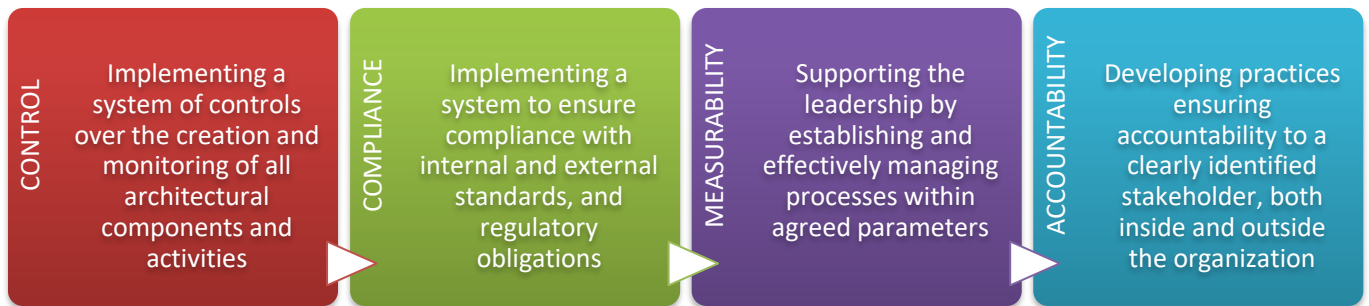 CONTROL
Implementing a
system of controls
over the creation and
monitoring of all
architectural
components and
activities
COMPLIANCE
Implementing a
system to ensure
compliance with
internal and external
standards, and
regulatory
obligations
MEASURABILITY
Supporting the
leadership by
establishing and
effectively managing
processes within
agreed parameters
ACCOUNTABILITY
Developing practices
ensuring
accountability to a
clearly identified
stakeholder, both
inside and outside
the organization